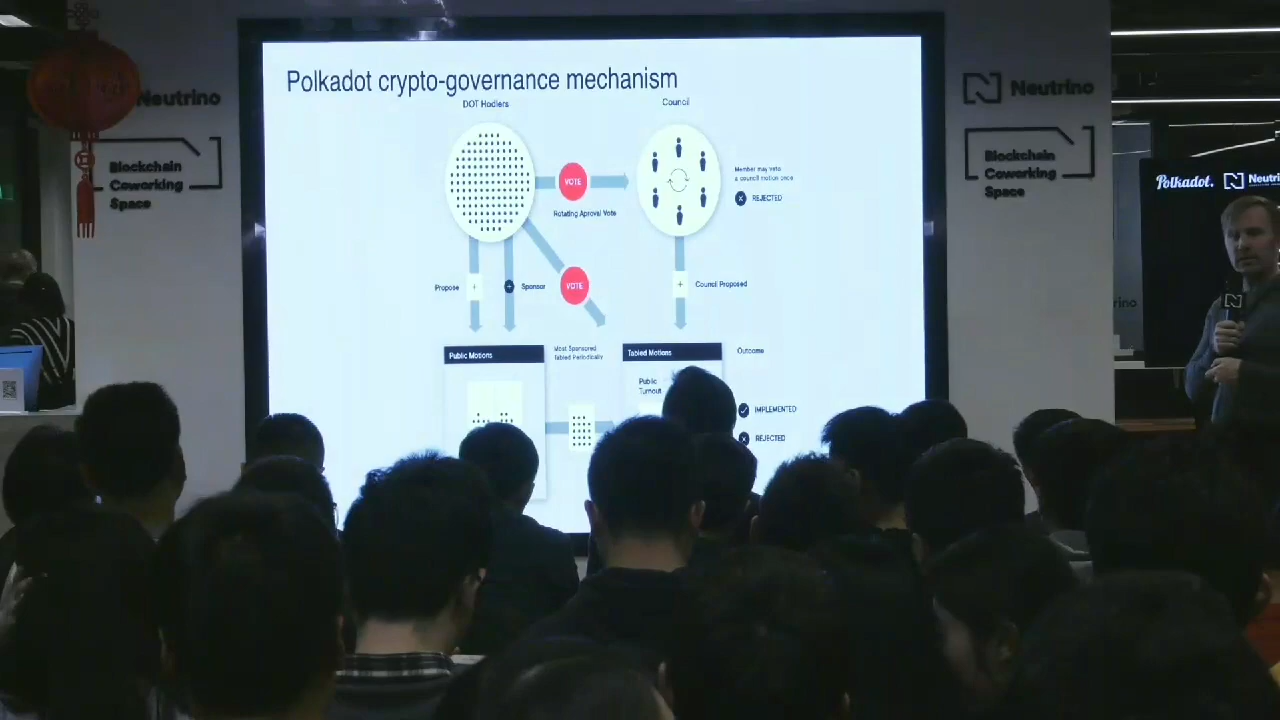 Polkadot crypto-governance mechanism
DOT Hodlers
Council
VOTE
Rotating Aproval Vote
Member may veto
a council motion once
REJECTED
Propose
Sponsor
VOTE
Council Proposed
Public Motions
Most Sponsored
Tabled Periodically
Tabled Motions
Public
Turnout
Outcome
IMPLEMENTED
REJECTED
Neutrino
Blockchain
Coworking
Space
Neutrino
Blockchain
Coworking
Space
Polkadot.
Neutri
rino